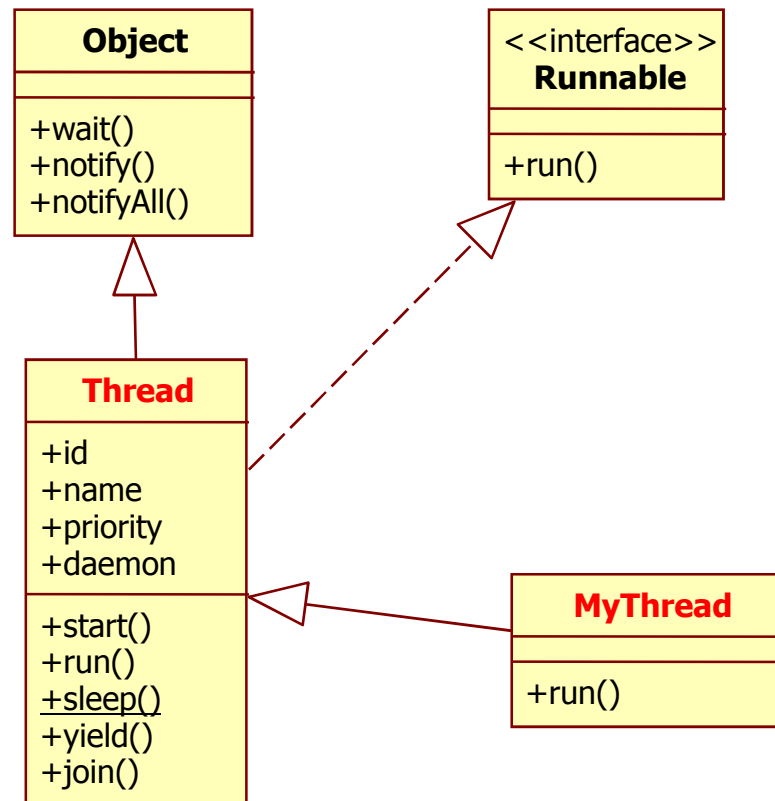 Object
+wait()
+notify()
+notifyAll()
<<interface>>
Runnable
+run()
Thread
+id
+name
+priority
+daemon
+start()
+run()
+sleep()
+yield()
+join()
MyThread
+run()